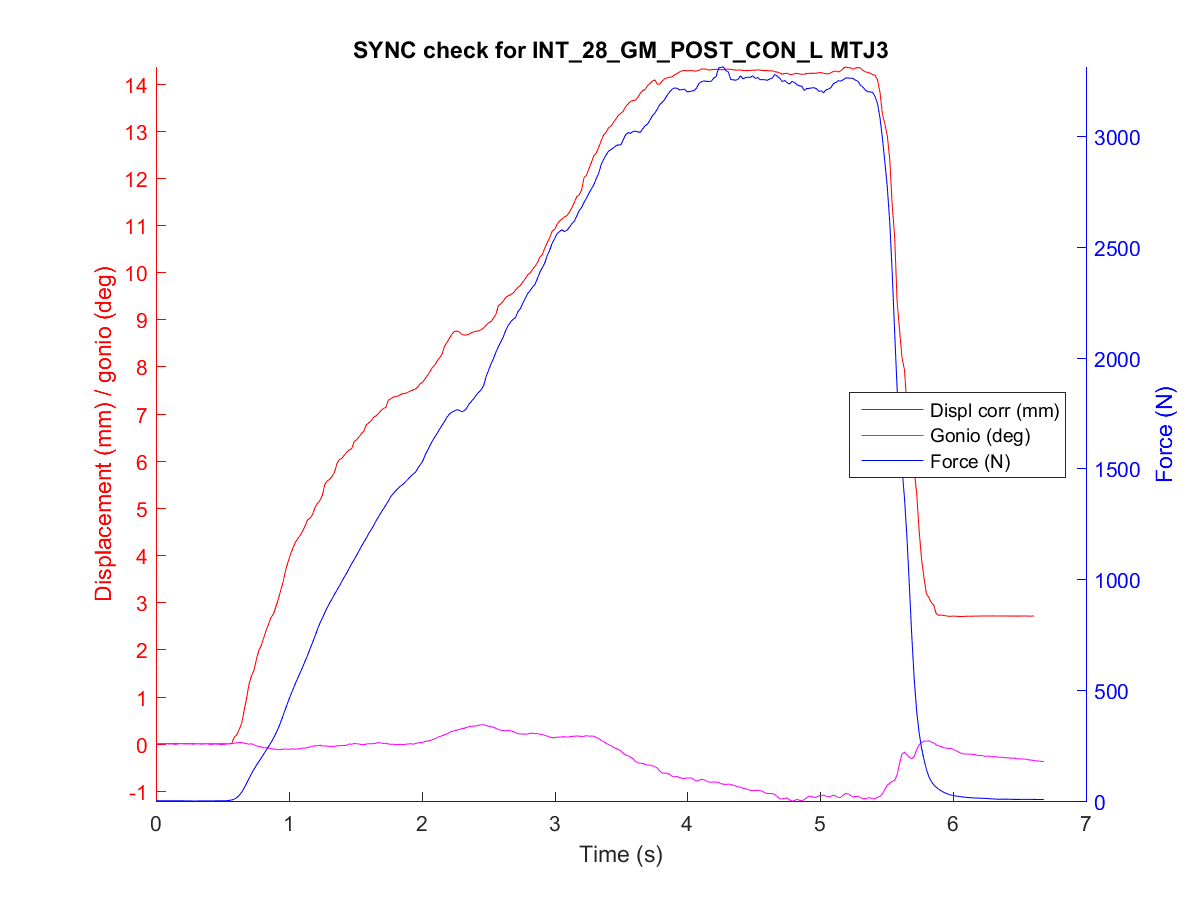 SYNC check for INT_28_GM_POST_CON_L MTJ3
14
13
12
11
10
9
8
7
6
5
4
3
2
1
0
-1
Displacement (mm) / gonio (deg)
3000
2500
2000
1500
1000
500
0
Force (N)
Displ corr (mm)
Gonio (deg)
Force (N)
0 1 2 3 4 5 6 7
Time (s)